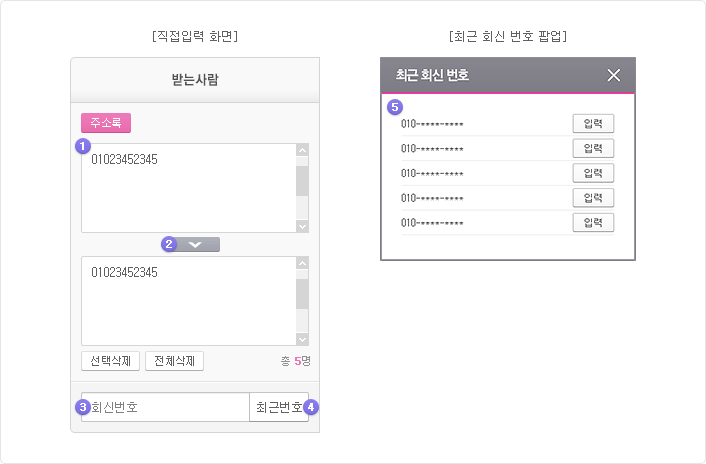 [직접입력 화면]
받는사람
주소록
1
01023452345
2
01023452345
선택삭제 전체삭제 총 5명
3 회신번호 최근번호 4
[최근 회신 번호 팝업]
최근 회신 번호
5
010-****-**** 입력
010-****-**** 입력
010-****-**** 입력
010-****-**** 입력
010-****-**** 입력